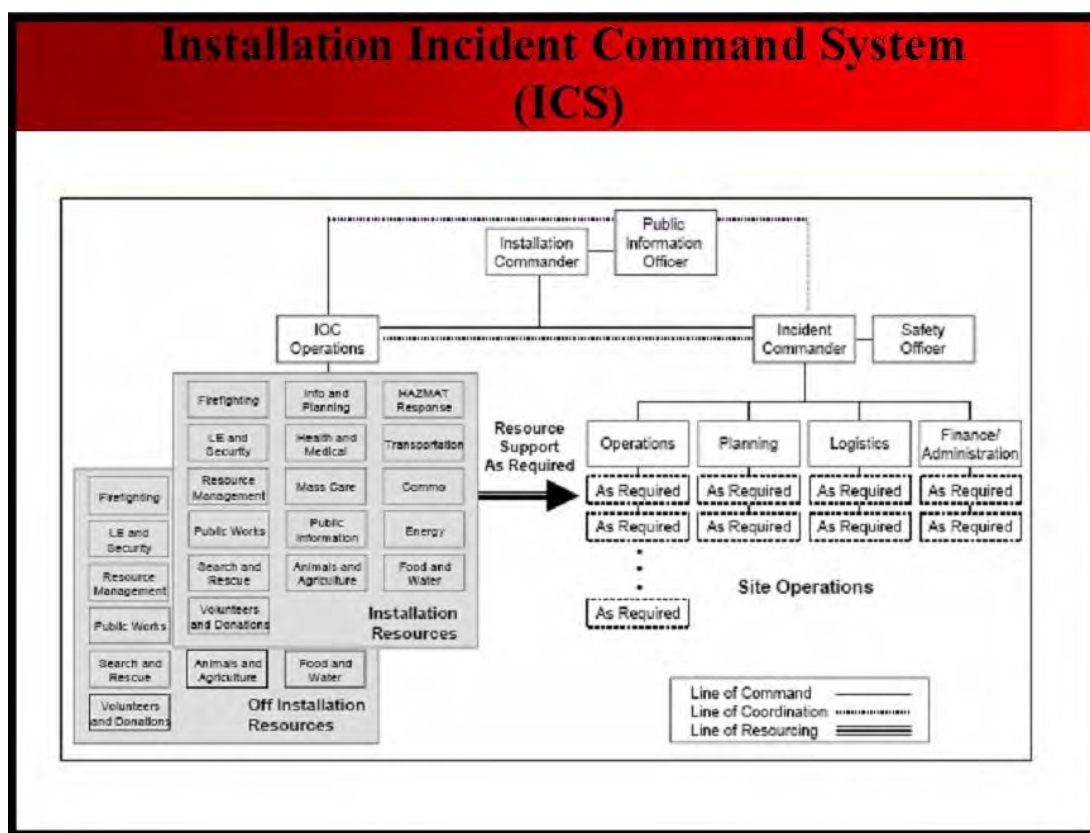 Installation Incident Command System
(ICS)
Public
Information
Officer
Installation
Commander
IOC
Operations
Incident
Commander
Safety
Officer
Firefighting
Info and
Planning
HAZMAT
Response
LE and
Security
Health and
Medical
Transportation
Resource
Management
Mass Care
Commo
Public Works
Public
Information
Energy
Search and
Rescue
Animals and
Agriculture
Food and
Water
Volunteers
and Donations
Installation
Resources
Firefighting
LE and
Security
Resource
Management
Public Works
Search and
Rescue
Animals and
Agriculture
Food and
Water
Volunteers
and Donations
Off Installation
Resources
Resource
Support
As Required
Operations
Planning
Logistics
Finance/
Administration
As Required
As Required
As Required
As Required
As Required
As Required
As Required
As Required
As Required
Site Operations
Line of Command
Line of Coordination
Line of Resourcing